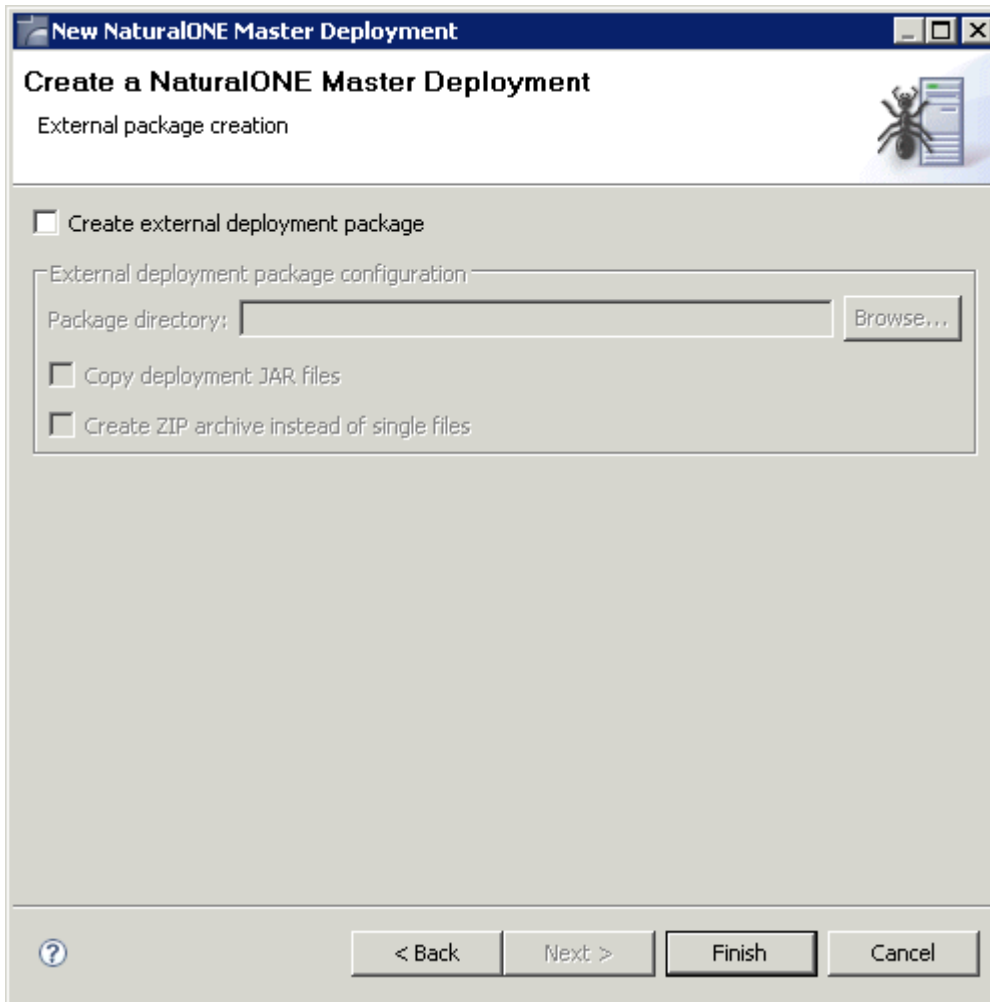 New NaturalONE Master Deployment
Create a NaturalONE Master Deployment
External package creation
Create external deployment package
External deployment package configuration
Package directory: Browse...
Copy deployment JAR files
Create ZIP archive instead of single files
? < Back Next > Finish Cancel